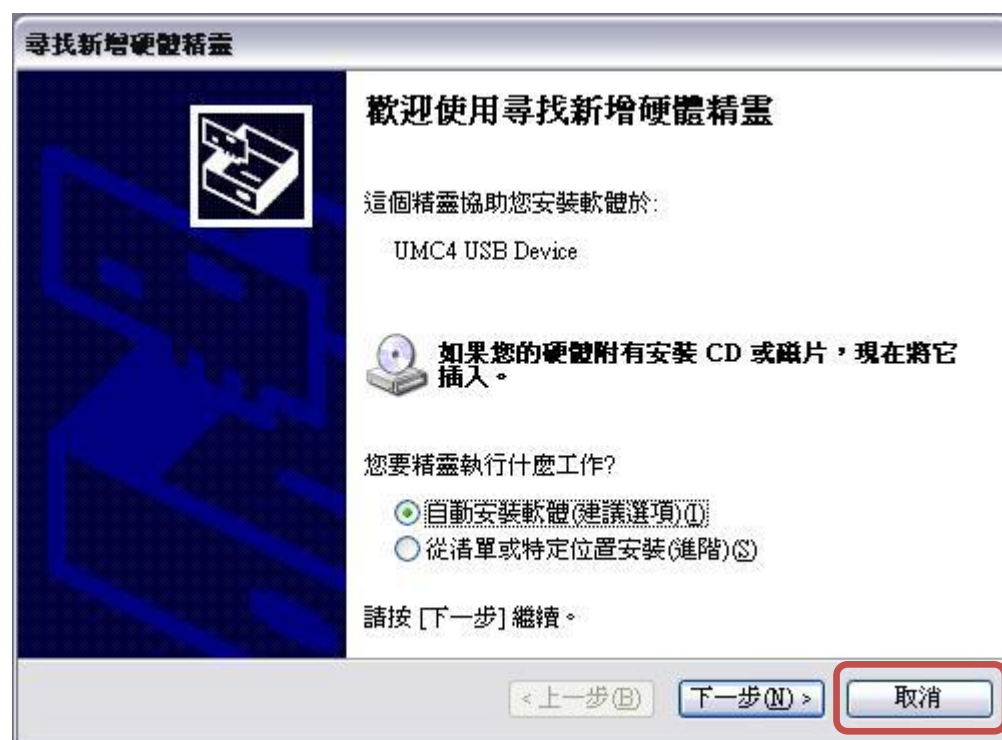 尋找新增硬體精靈
歡迎使用尋找新增硬體精靈
這個精靈協助您安裝軟體於:
UMC4 USB Device
如果您的硬體附有安裝 CD 或磁片，現在將它
插入。
您要精靈執行什麼工作?
自動安裝軟體(建議選項)(I)
從清單或特定位置安裝(進階)(S)
請按 [下一步] 繼續。
< 上一步(B) 下一步(N) > 取消